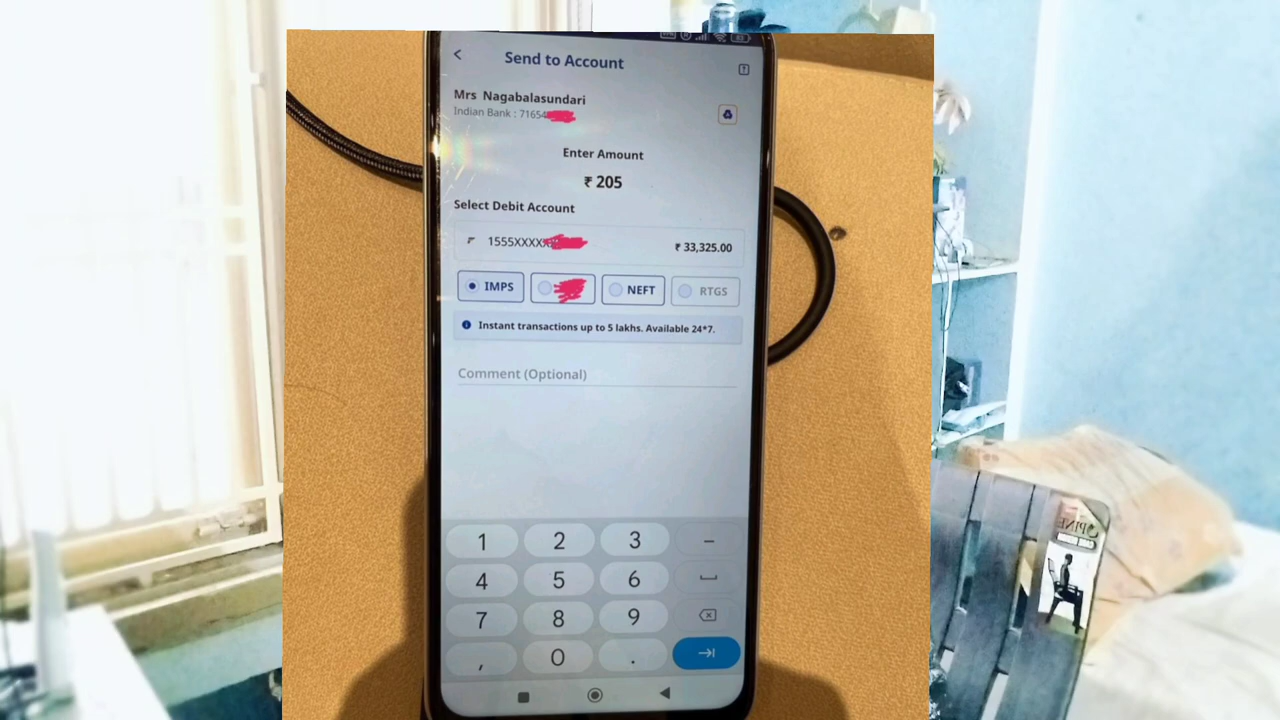 Send to Account
Mrs Nagabalasundari
Indian Bank : 71654
Enter Amount
₹ 205
Select Debit Account
1555XXXX
₹ 33,325.00
IMPS
NEFT
RTGS
Instant transactions up to 5 lakhs. Available 24*7.
Comment (Optional)
1 2 3 –
4 5 6
7 8 9
, 0 .
SPINE